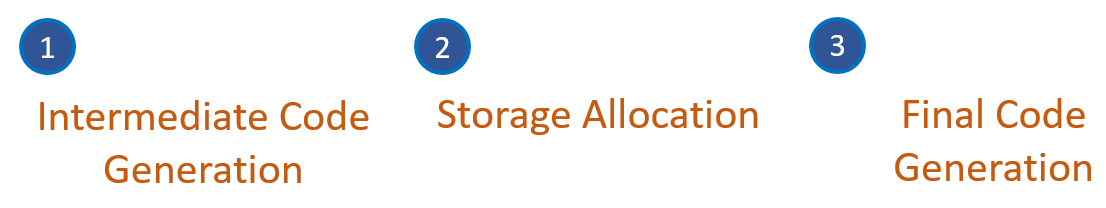 1
Intermediate Code
Generation
2
Storage Allocation
3
Final Code
Generation